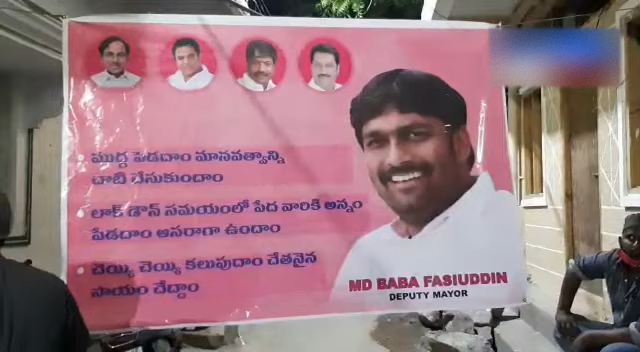 ముద్ద పెడదాం మానవత్వాన్ని
చాటి చేసుకుందాం
లాక్ డౌన్ సమయంలో పేద వారికి అన్నం
పేడదాం ఆసరాగా ఉందాం
చెయ్యి చెయ్యి కలుపుదాం చేతనైన
సాయం చేద్దాం
MD BABA FASIUDDIN
DEPUTY MAYOR